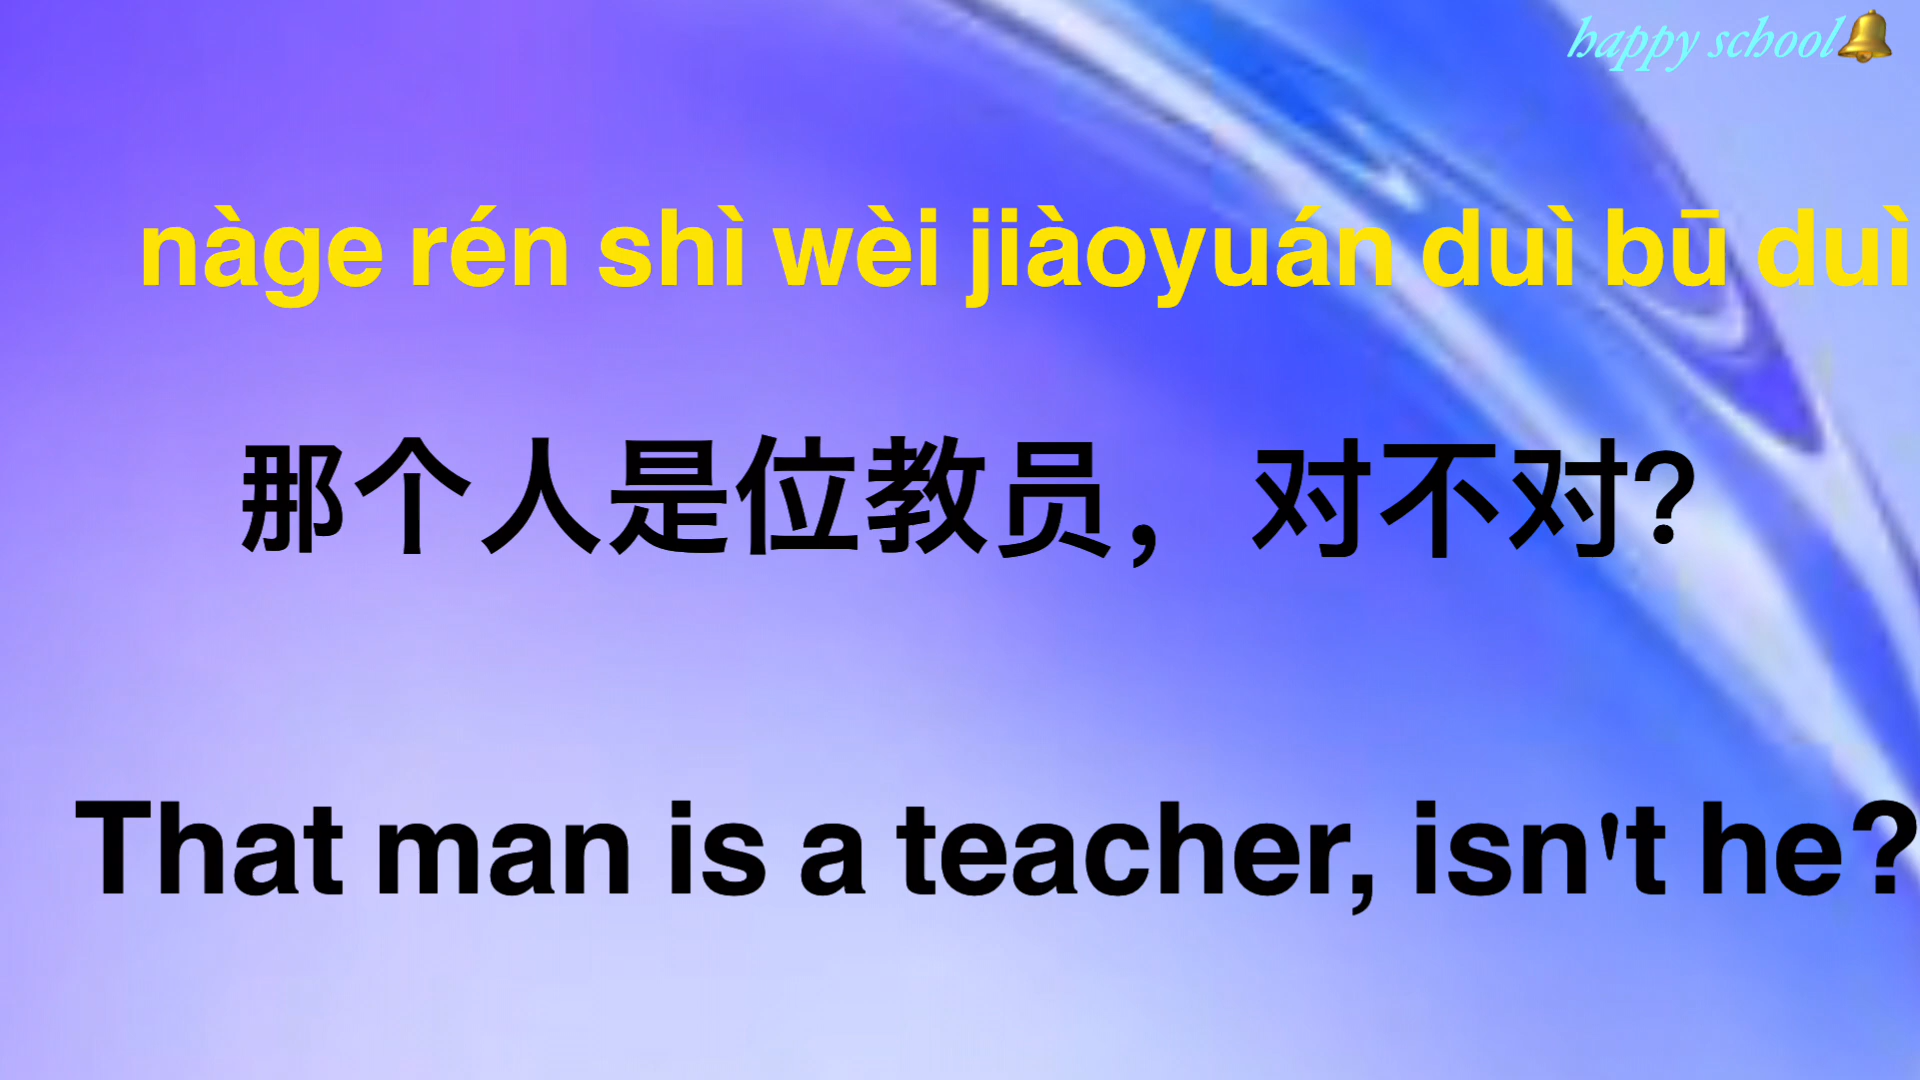 happy school🔔
nàge rén shì wèi jiàoyuán duì bū duì
那个人是位教员，对不对?
That man is a teacher, isn't he?